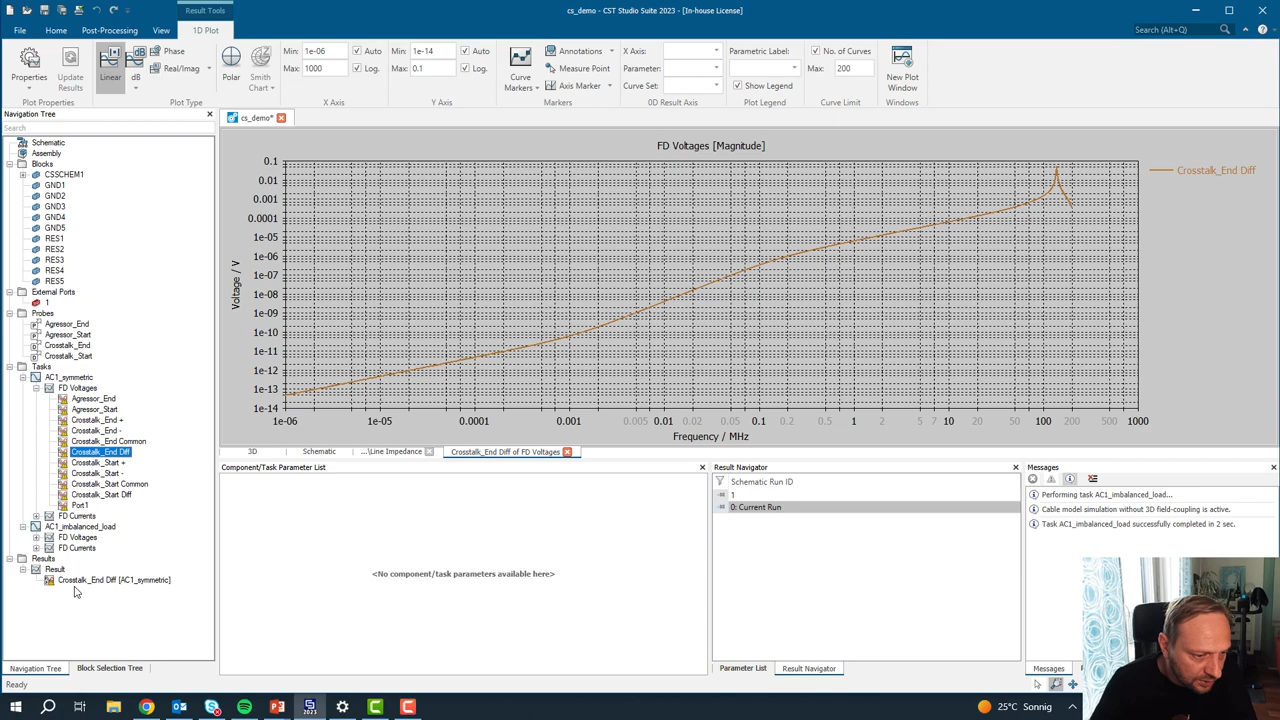 Result Tools
cs_demo - CST Studio Suite 2023 - [In-house License]
File Home Post-Processing View 1D Plot
Search (Alt+Q)
Properties
Update Results
Linear
dB
Phase
Real/Imag
Polar
Smith Chart
Min: 1e-06 Auto
Max: 1000 Log.
Min: 1e-14 Auto
Max: 0.1 Log.
Curve Markers
Annotations
Measure Point
Axis Marker
X Axis:
Parameter:
Curve Set:
Parametric Label:
Show Legend
No. of Curves
Max: 200
New Plot Window
Plot Properties Plot Type X Axis Y Axis Markers 0D Result Axis Plot Legend Curve Limit Windows
Navigation Tree
Search
Schematic
Assembly
Blocks
CSSCHEM1
GND1
GND2
GND3
GND4
GND5
RES1
RES2
RES3
RES4
RES5
External Ports
1
Probes
Agressor_End
Agressor_Start
Crosstalk_End
Crosstalk_Start
Tasks
AC1_symmetric
FD Voltages
Agressor_End
Agressor_Start
Crosstalk_End +
Crosstalk_End -
Crosstalk_End Common
Crosstalk_End Diff
Crosstalk_Start +
Crosstalk_Start -
Crosstalk_Start Common
Crosstalk_Start Diff
Port1
FD Currents
AC1_imbalanced_load
FD Voltages
FD Currents
Results
Result
Crosstalk_End Diff [AC1_symmetric]
Navigation Tree Block Selection Tree
cs_demo*
FD Voltages [Magnitude]
Crosstalk_End Diff
Voltage / V
0.1
0.01
0.001
0.0001
1e-05
1e-06
1e-07
1e-08
1e-09
1e-10
1e-11
1e-12
1e-13
1e-14
1e-06 1e-05 0.0001 0.001 0.005 0.01 0.02 0.05 0.1 0.2 0.5 1 2 5 7 10 20 50 100 200 500 1000
Frequency / MHz
3D Schematic ...\Line Impedance Crosstalk_End Diff of FD Voltages
Component/Task Parameter List
<No component/task parameters available here>
Result Navigator
Schematic Run ID
1
0: Current Run
Parameter List Result Navigator
Messages
Performing task AC1_imbalanced_load...
Cable model simulation without 3D field-coupling is active.
Task AC1_imbalanced_load successfully completed in 2 sec.
Messages
Ready
2023
25°C Sonnig